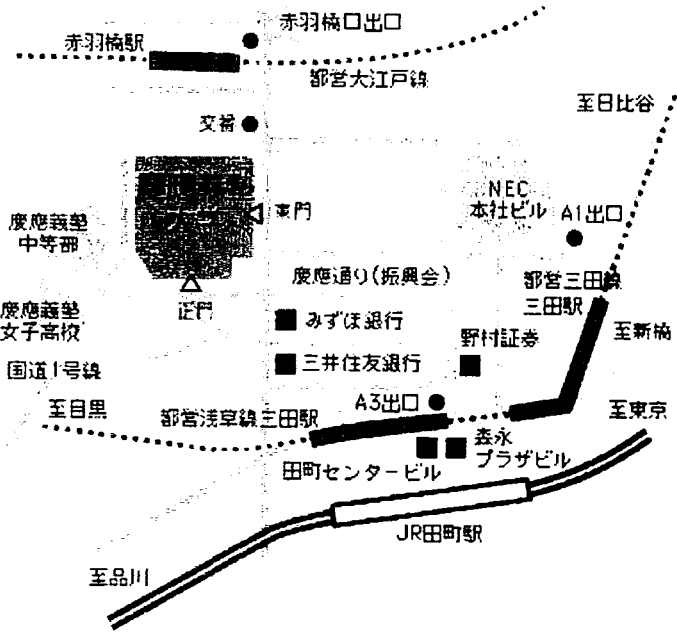 赤羽橋口出口
赤羽橋駅
都営大江戸線
至日比谷
交番
NEC
本社ビル
A1出口
東門
慶應義塾
中等部
慶應通り(振興会)
都営三田線
三田駅
正門
慶應義塾
女子高校
みずほ銀行
野村証券
至新橋
国道1号線
三井住友銀行
至目黒
都営浅草線三田駅
A3出口
至東京
田町センタービル
森永
プラザビル
JR田町駅
至品川